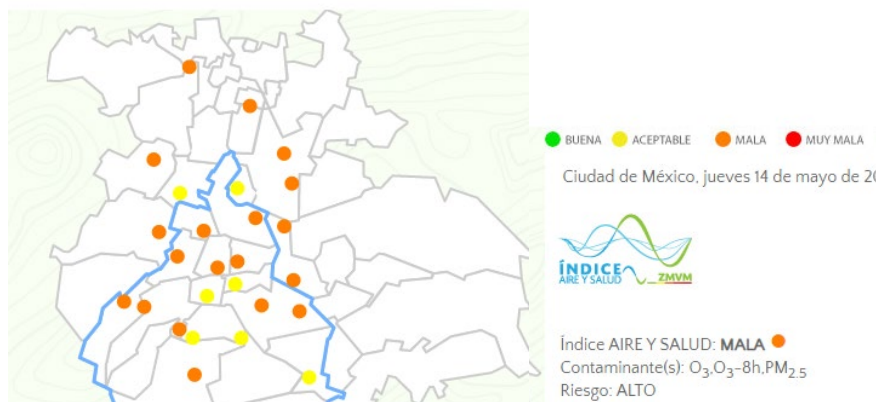 BUENA ACEPTABLE MALA MUY MALA
Ciudad de México, jueves 14 de mayo de 20
ÍNDICE
AIRE Y SALUD ZMVM
Índice AIRE Y SALUD: MALA
Contaminante(s): O3,O3-8h,PM2.5
Riesgo: ALTO